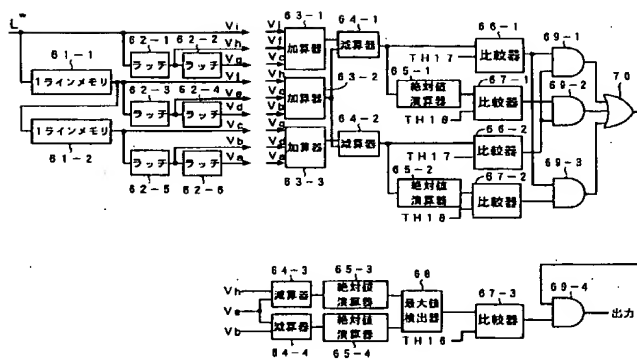 L*
61-1
1ラインメモリ
1ラインメモリ
61-2
62-1
62-2
ラッチ
ラッチ
62-3
62-4
ラッチ
ラッチ
ラッチ
ラッチ
62-5
62-6
Vi
Vh
Vg
Vf
Ve
Vd
Vc
Vb
Va
63-1
加算器
63-2
加算器
63-3
加算器
64-1
減算器
64-2
減算器
65-1
絶対値
演算器
65-2
絶対値
演算器
66-1
TH17
比較器
67-1
TH18
比較器
66-2
TH17
比較器
67-2
TH18
比較器
69-1
69-2
69-3
70
64-3
Vh
減算器
65-3
絶対値
演算器
Ve
Vb
減算器
64-4
絶対値
演算器
65-4
68
最大値
検出器
67-3
TH16
比較器
69-4
出力